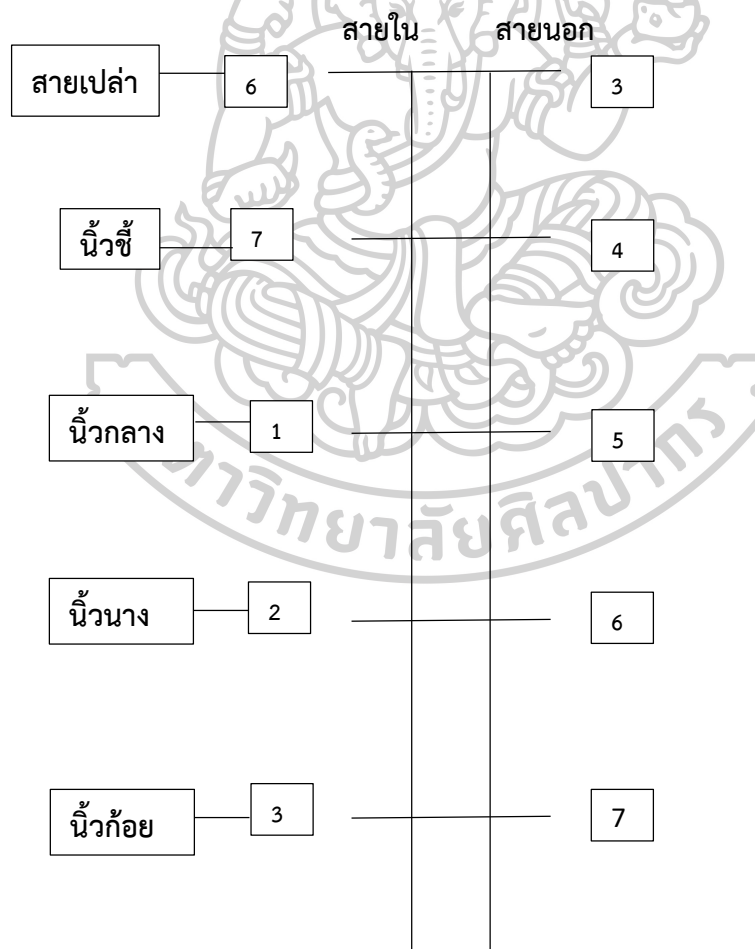 สายใน สายนอก
สายเปล่า 6 3
นิ้วชี้ 7 4
นิ้วกลาง 1 5
นิ้วนาง 2 6
นิ้วก้อย 3 7